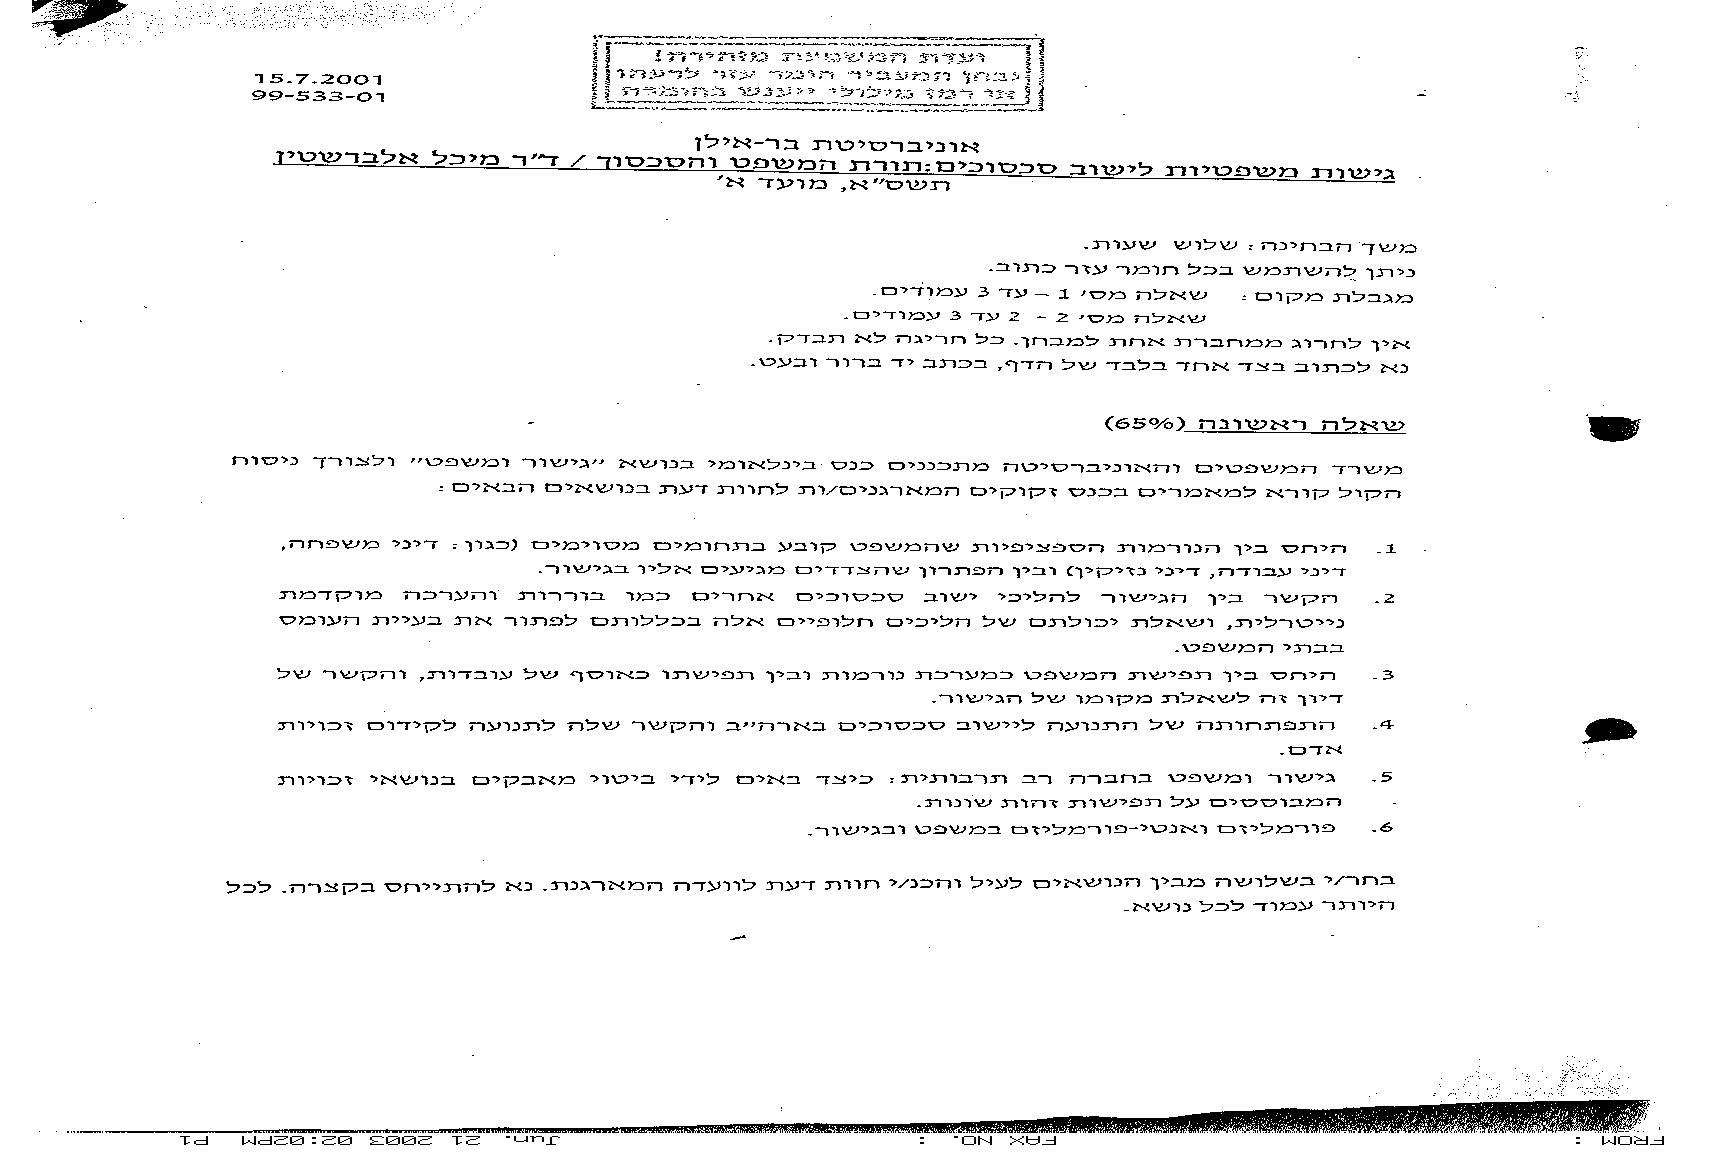 15.7.2001
99-533-01
ועדת המשמעת מזהירה!
נבחן המעביר חומר עזר לרעהו
או רמז מילולי ייענש בחומרה
אוניברסיטת בר-אילן
גישות משפטיות לישוב סכסוכים:תורת המשפט והסכסוך / ד"ר מיכל אלברשטין
תשס"א, מועד א'
משך הבחינה: שלוש שעות.
ניתן להשתמש בכל חומר עזר כתוב.
מגבלת מקום: שאלה מס' 1 – עד 3 עמודים.
שאלה מס' 2 - 2 עד 3 עמודים.
אין לחרוג ממחברת אחת למבחן. כל חריגה לא תבדק.
נא לכתוב בצד אחד בלבד של הדף, בכתב יד ברור ובעט.
שאלה ראשונה (65%)
משרד המשפטים והאוניברסיטה מתכננים כנס בינלאומי בנושא "גישור ומשפט" ולצורך ניסוח
הקול קורא למאמרים בכנס זקוקים המארגנים/ות לחוות דעת בנושאים הבאים:
1. היחס בין הנורמות הספציפיות שהמשפט קובע בתחומים מסוימים (כגון: דיני משפחה,
דיני עבודה, דיני נזיקין) ובין הפתרון שהצדדים מגיעים אליו בגישור.
2. הקשר בין הגישור להליכי ישוב סכסוכים אחרים כמו בוררות והערכה מוקדמת
נייטרלית, ושאלת יכולתם של הליכים חלופיים אלה בכללותם לפתור את בעיית העומס
בבתי המשפט.
3. היחס בין תפישת המשפט כמערכת נורמות ובין תפישתו כאוסף של עובדות, והקשר של
דיון זה לשאלת מקומו של הגישור.
4. התפתחותה של התנועה ליישוב סכסוכים בארה"ב והקשר שלה לתנועה לקידום זכויות
אדם.
5. גישור ומשפט בחברה רב תרבותית: כיצד באים לידי ביטוי מאבקים בנושאי זכויות
המבוססים על תפישות זהות שונות.
6. פורמליזם ואנטי-פורמליזם במשפט ובגישור.
בחר/י בשלושה מבין הנושאים לעיל והכנ/י חוות דעת לוועדה המארגנת. נא להתייחס בקצרה. לכל
היותר עמוד לכל נושא.
FROM : FAX NO. : Jun. 21 2003 02:02PM P1